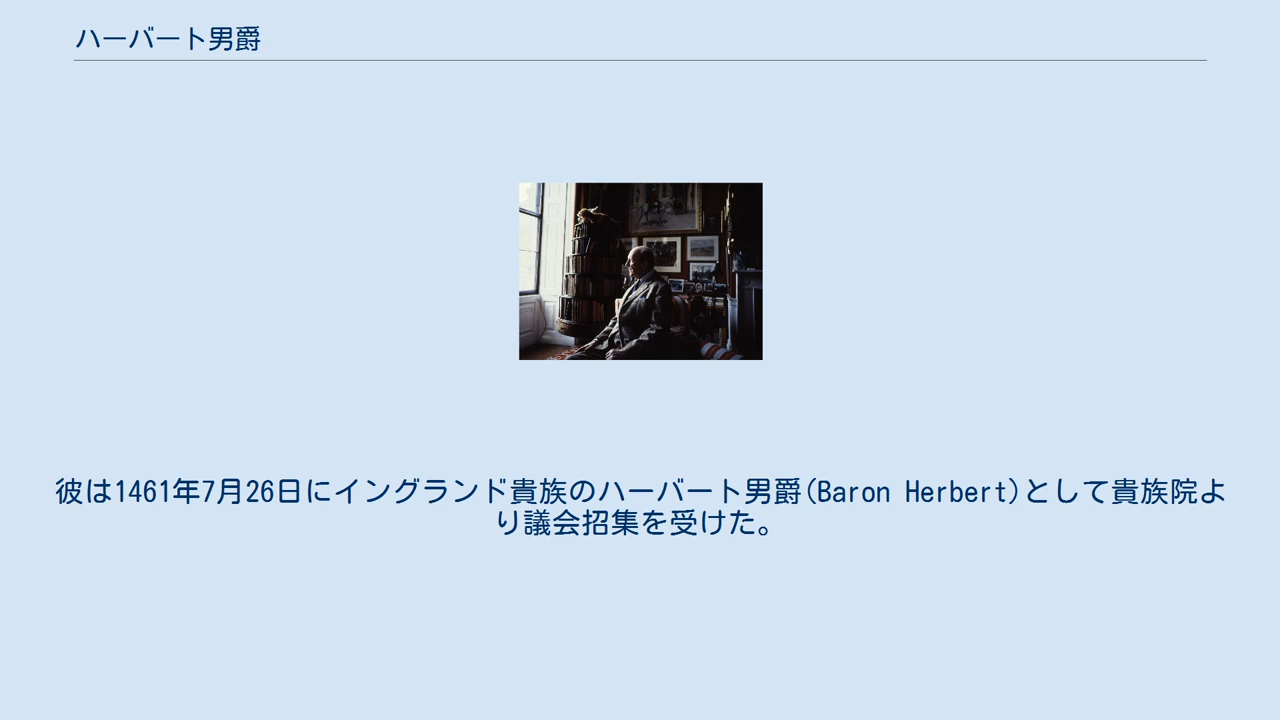 ハーバート男爵
彼は1461年7月26日にイングランド貴族のハーバート男爵(Baron Herbert)として貴族院よ
り議会招集を受けた。